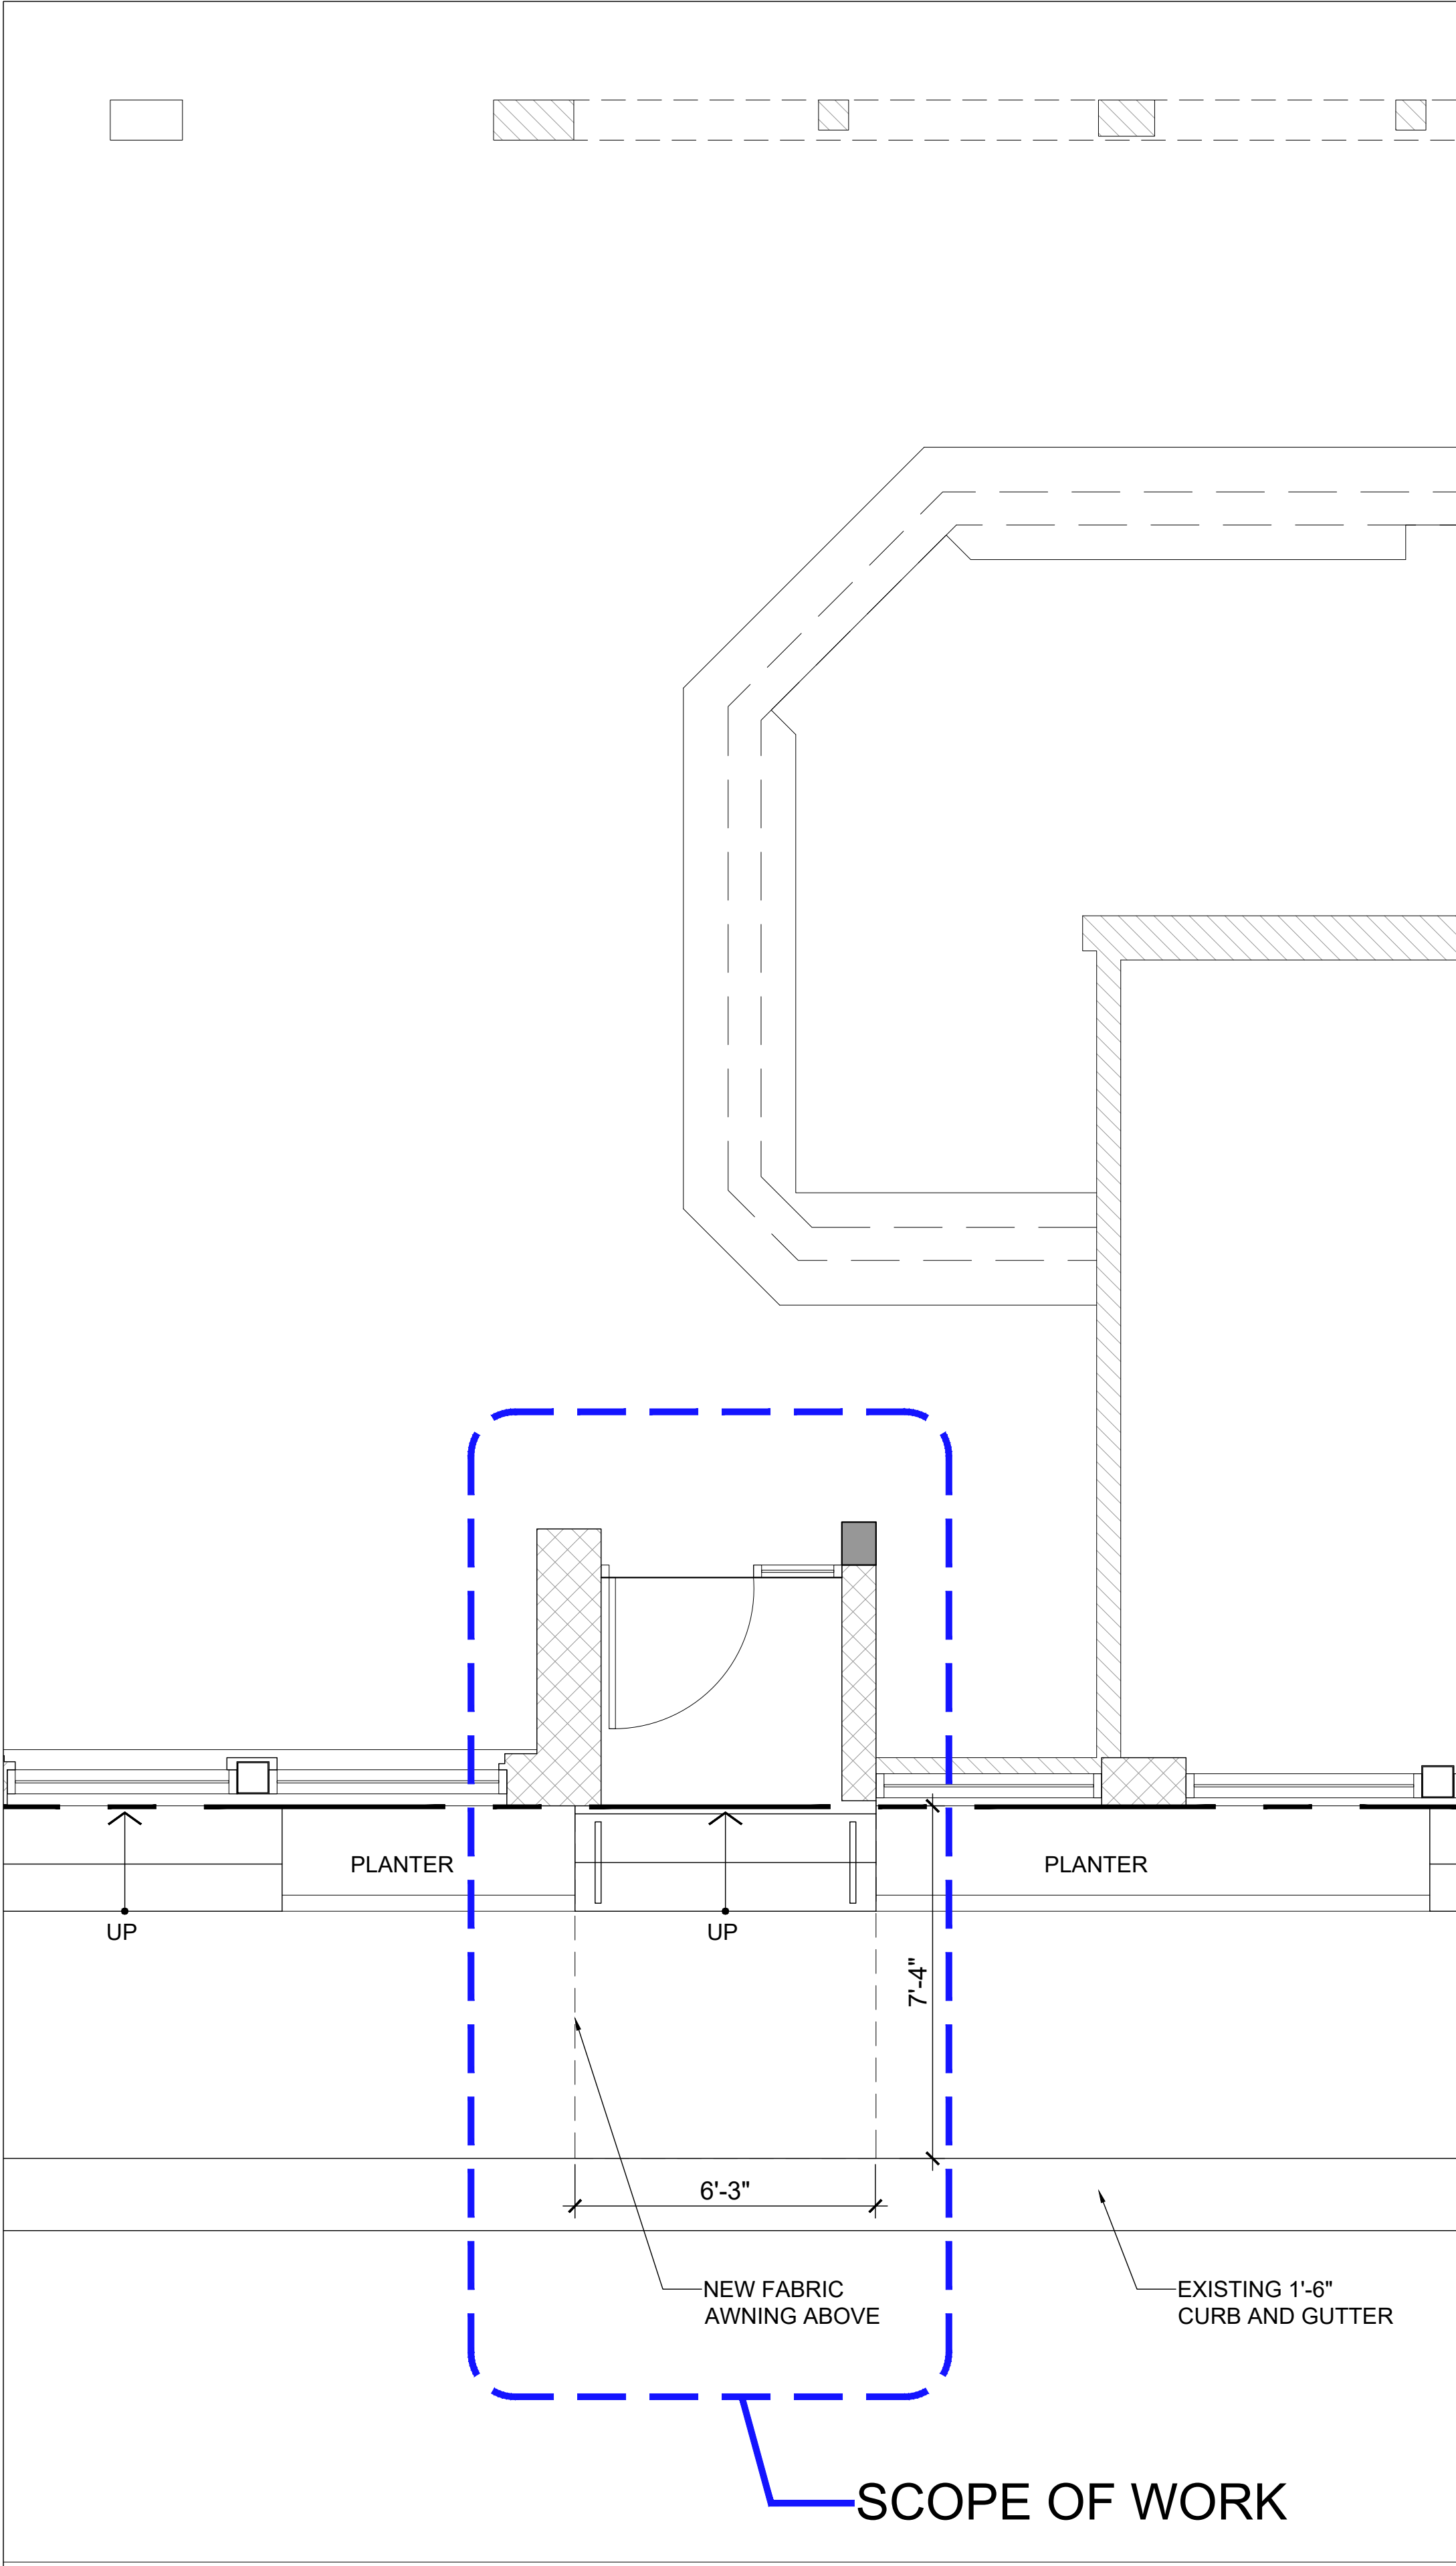 PLANTER
PLANTER
UP
UP
7'-4"
6'-3"
NEW FABRIC
AWNING ABOVE
EXISTING 1'-6"
CURB AND GUTTER
SCOPE OF WORK